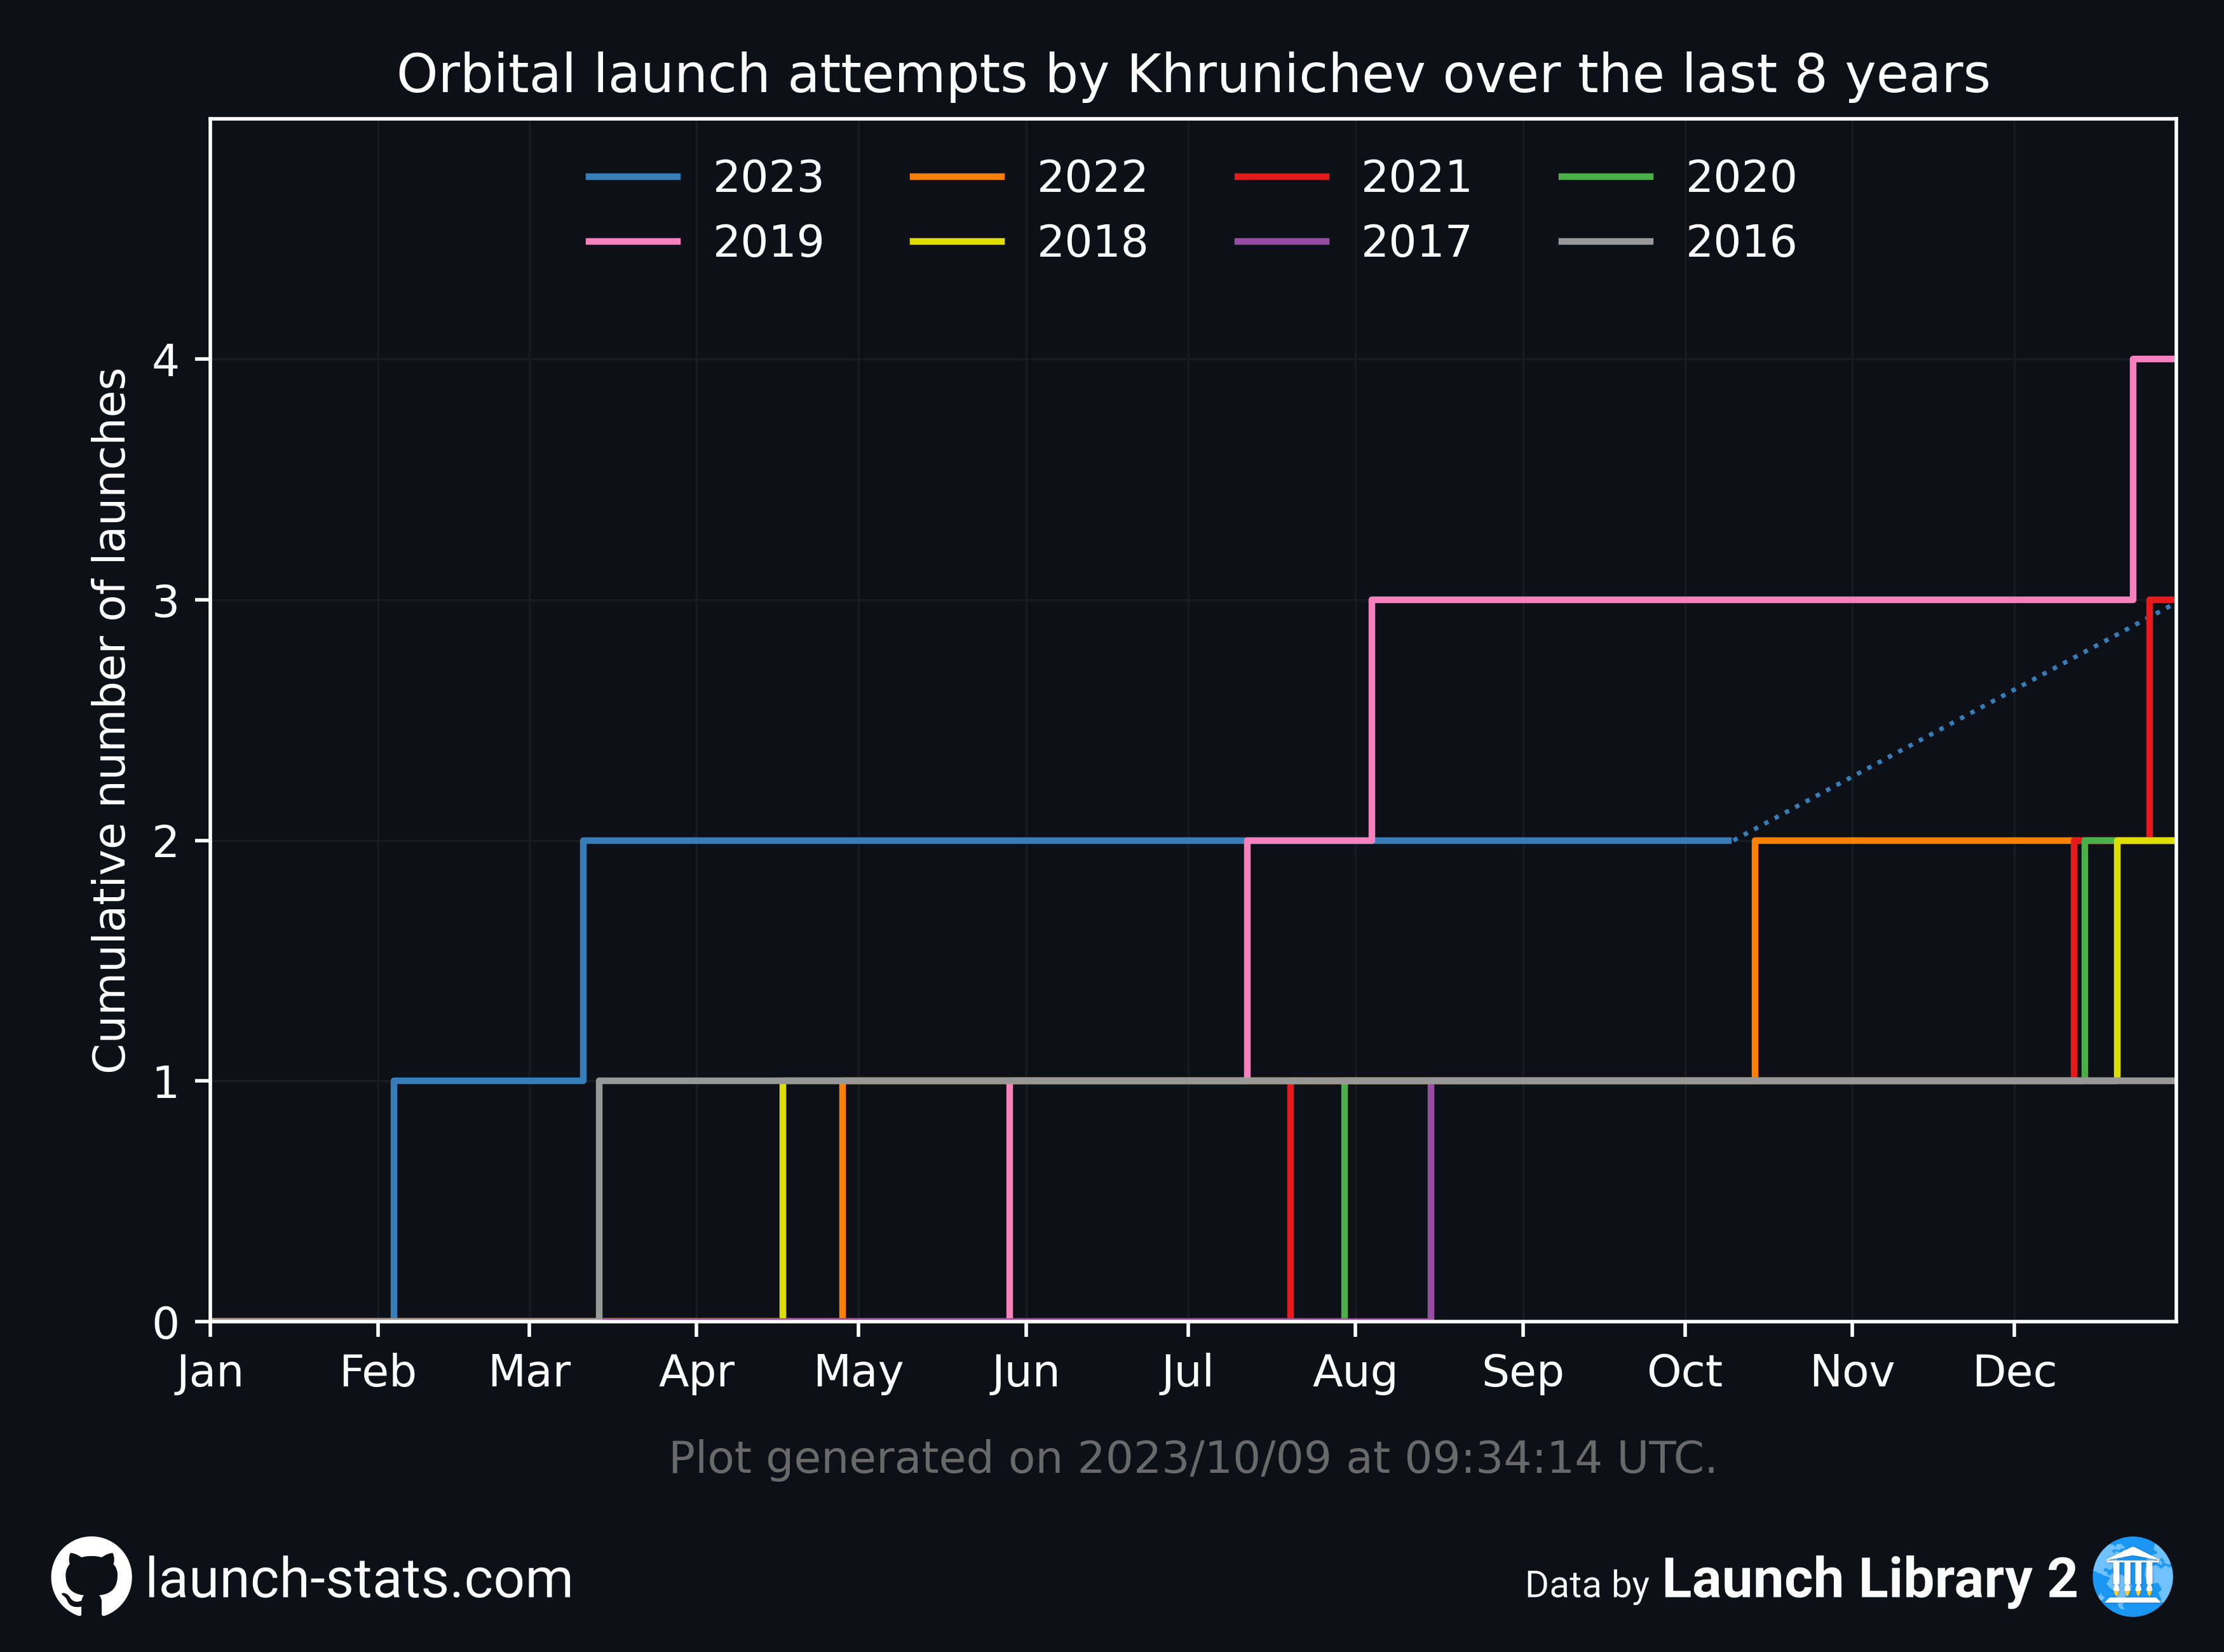 Orbital launch attempts by Khrunichev over the last 8 years
2023 2022 2021 2020
2019 2018 2017 2016
Cumulative number of launches
4
3
2
1
0
Jan Feb Mar Apr May Jun Jul Aug Sep Oct Nov Dec
Plot generated on 2023/10/09 at 09:34:14 UTC.
launch-stats.com
Data by Launch Library 2